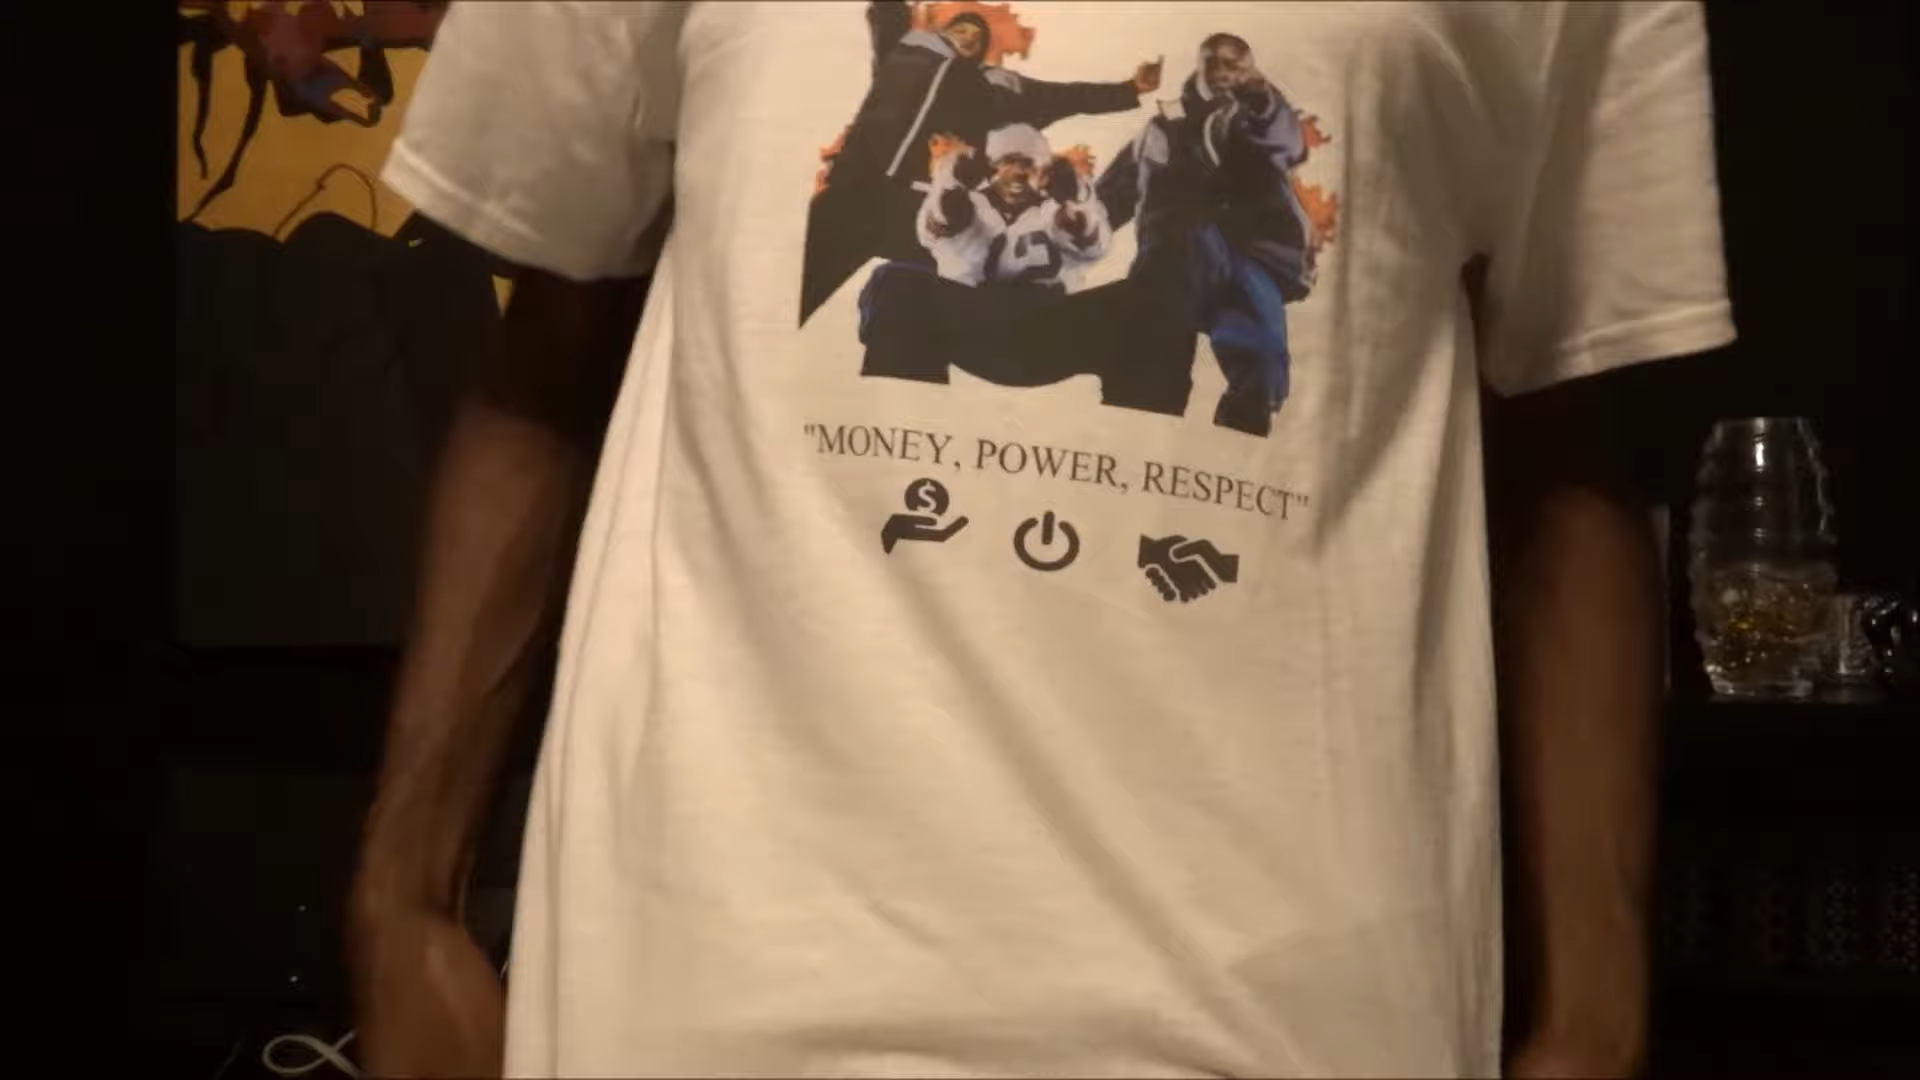 "MONEY, POWER, RESPECT"
$